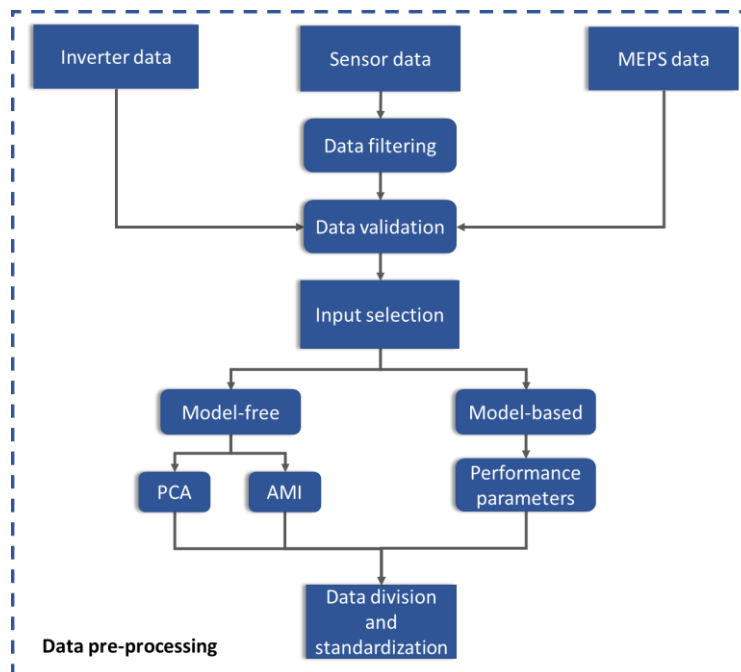 Inverter data
Sensor data
MEPS data
Data filtering
Data validation
Input selection
Model-free
Model-based
PCA
AMI
Performance
parameters
Data division
and
standardization
Data pre-processing